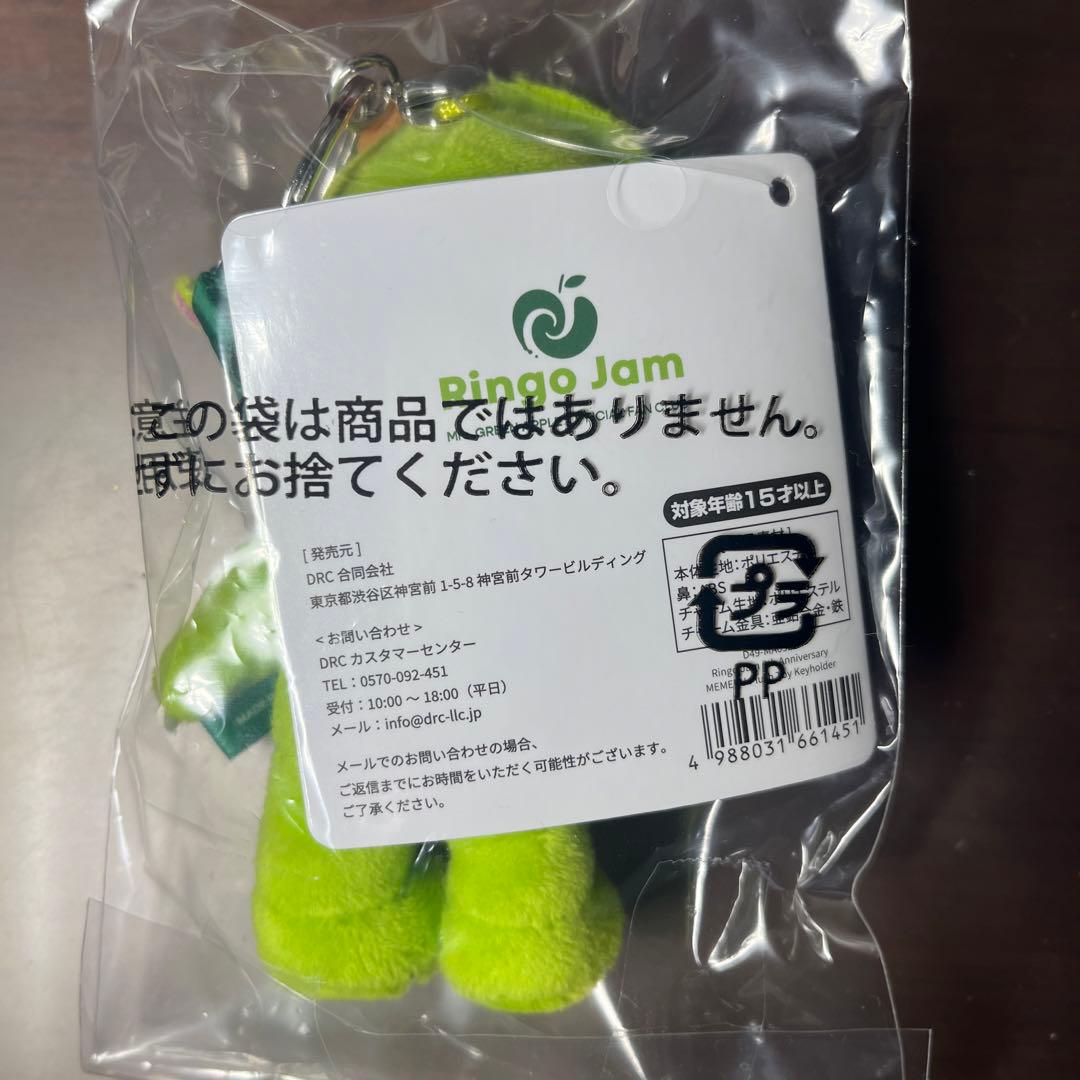 Ringo Jam
この袋は商品ではありません。
ずにお捨てください。
対象年齢15才以上
[ 発売元 ]
DRC 合同会社
東京都渋谷区神宮前 1-5-8 神宮前タワービルディング
< お問い合わせ >
DRC カスタマーセンター
TEL：0570-092-451
受付：10:00 〜 18:00（平日）
メール：info@drc-llc.jp
メールでのお問い合わせの場合、
ご返信までにお時間をいただく可能性がございます。
ご了承ください。
プラ
PP
Anniversary
Keyholder
4 988031 661451